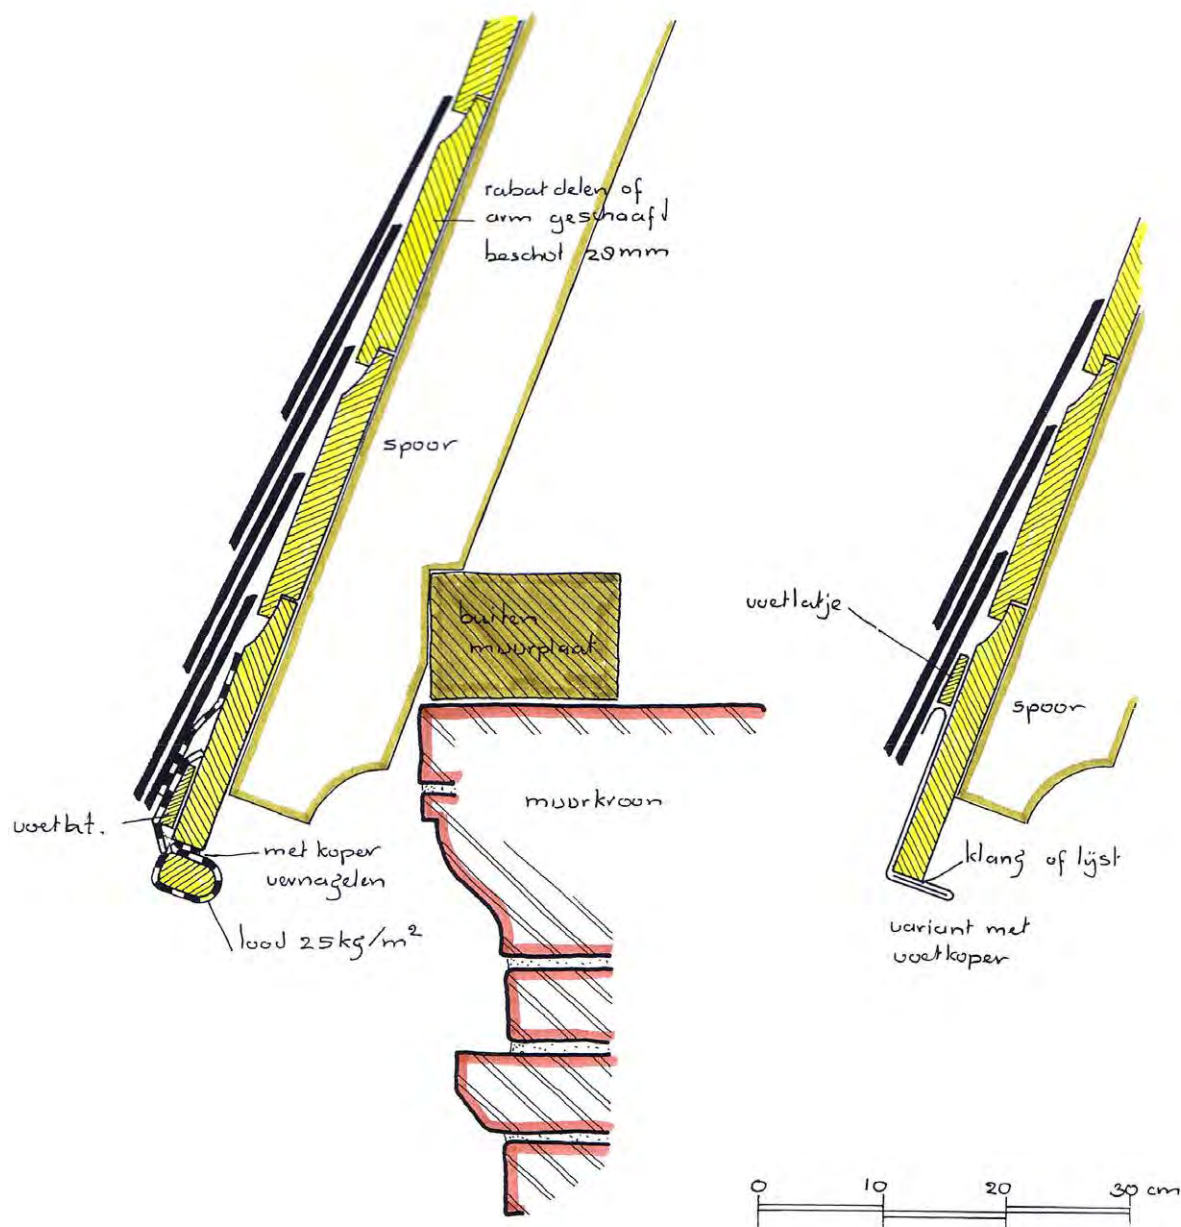 rabat delen of
arm geschaafd
beschot 28mm
spoor
buiten
muurplaat
voetlatje
spoor
muurkroon
voetlat.
met koper
vernagelen
klang of lijst
lood 25kg/m²
variant met
voetkoper
0 10 20 30 cm